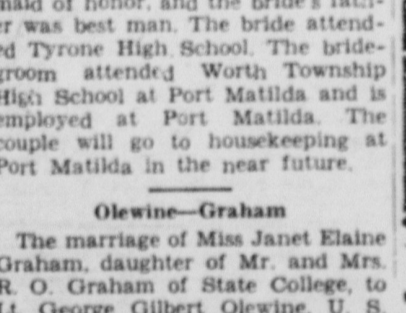 maid of honor, and the bride's fath-
er was best man. The bride attend-
ed Tyrone High School. The bride-
groom attended Worth Township
High School at Port Matilda and is
employed at Port Matilda. The
couple will go to housekeeping at
Port Matilda in the near future.
Olewine—Graham
The marriage of Miss Janet Elaine
Graham, daughter of Mr. and Mrs.
R. O. Graham of State College, to
Lt. George Gilbert Olewine, U. S.